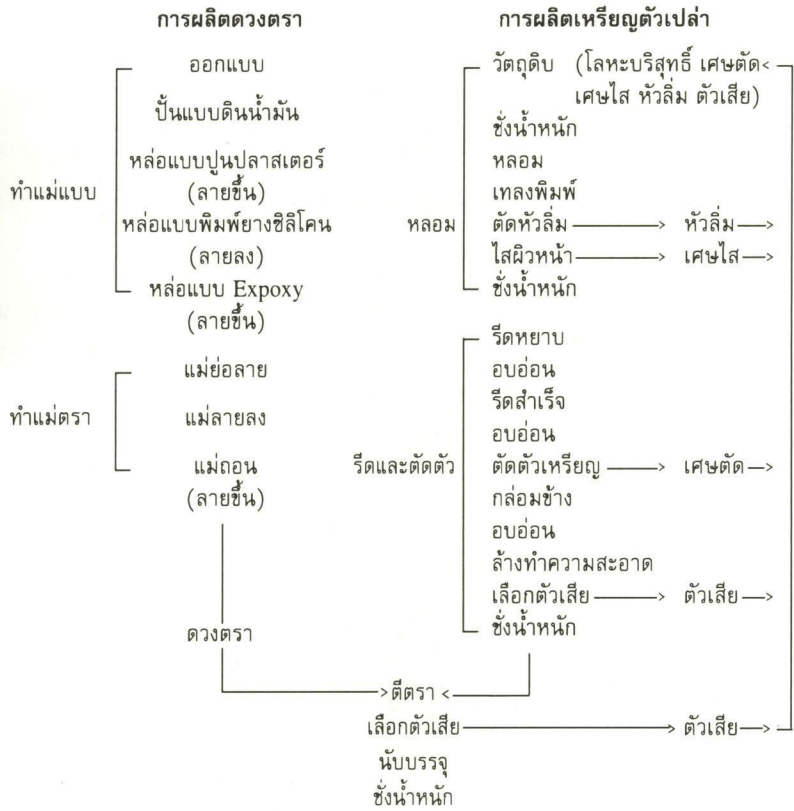 การผลิตดวงตรา
ทำแม่แบบ
ออกแบบ
ปั้นแบบดินน้ำมัน
หล่อแบบปูนปลาสเตอร์
(ลายขึ้น)
หล่อแบบพิมพ์ยางซิลิโคน
(ลายลง)
หล่อแบบ Expoxy
(ลายขึ้น)
ทำแม่ตรา
แม่ย่อลาย
แม่ลายลง
แม่ถอน
(ลายขึ้น)
ดวงตรา
การผลิตเหรียญตัวเปล่า
หลอม
วัตถุดิบ (โลหะบริสุทธิ์ เศษตัด
เศษไส หัวลิ่ม ตัวเสีย)
ชั่งน้ำหนัก
หลอม
เทลงพิมพ์
ตัดหัวลิ่ม หัวลิ่ม
ไสผิวหน้า เศษไส
ชั่งน้ำหนัก
รีดและตัดตัว
รีดหยาบ
อบอ่อน
รีดสำเร็จ
อบอ่อน
ตัดตัวเหรียญ เศษตัด
กล่อมข้าง
อบอ่อน
ล้างทำความสะอาด
เลือกตัวเสีย ตัวเสีย
ชั่งน้ำหนัก
ตีตรา
เลือกตัวเสีย ตัวเสีย
นับบรรจุ
ชั่งน้ำหนัก